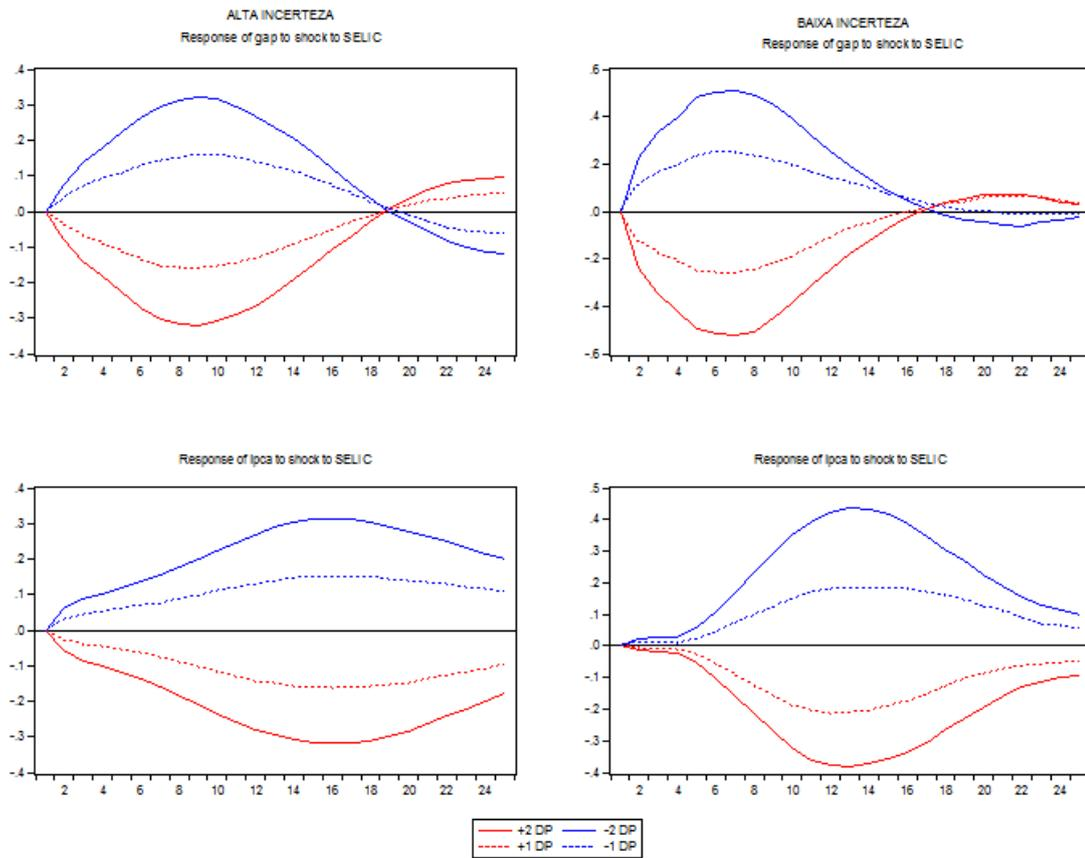 ALTA INCERTEZA
Response of gap to shock to SELIC
.4
.3
.2
.1
.0
-.1
-.2
-.3
-.4
2 4 6 8 10 12 14 16 18 20 22 24
BAIXA INCERTEZA
Response of gap to shock to SELIC
.6
.4
.2
.0
-.2
-.4
-.6
2 4 6 8 10 12 14 16 18 20 22 24
Response of Ipca to shock to SELIC
.4
.3
.2
.1
.0
-.1
-.2
-.3
-.4
2 4 6 8 10 12 14 16 18 20 22 24
Response of Ipca to shock to SELIC
.5
.4
.3
.2
.1
.0
-.1
-.2
-.3
-.4
2 4 6 8 10 12 14 16 18 20 22 24
+2 DP -2 DP
+1 DP -1 DP